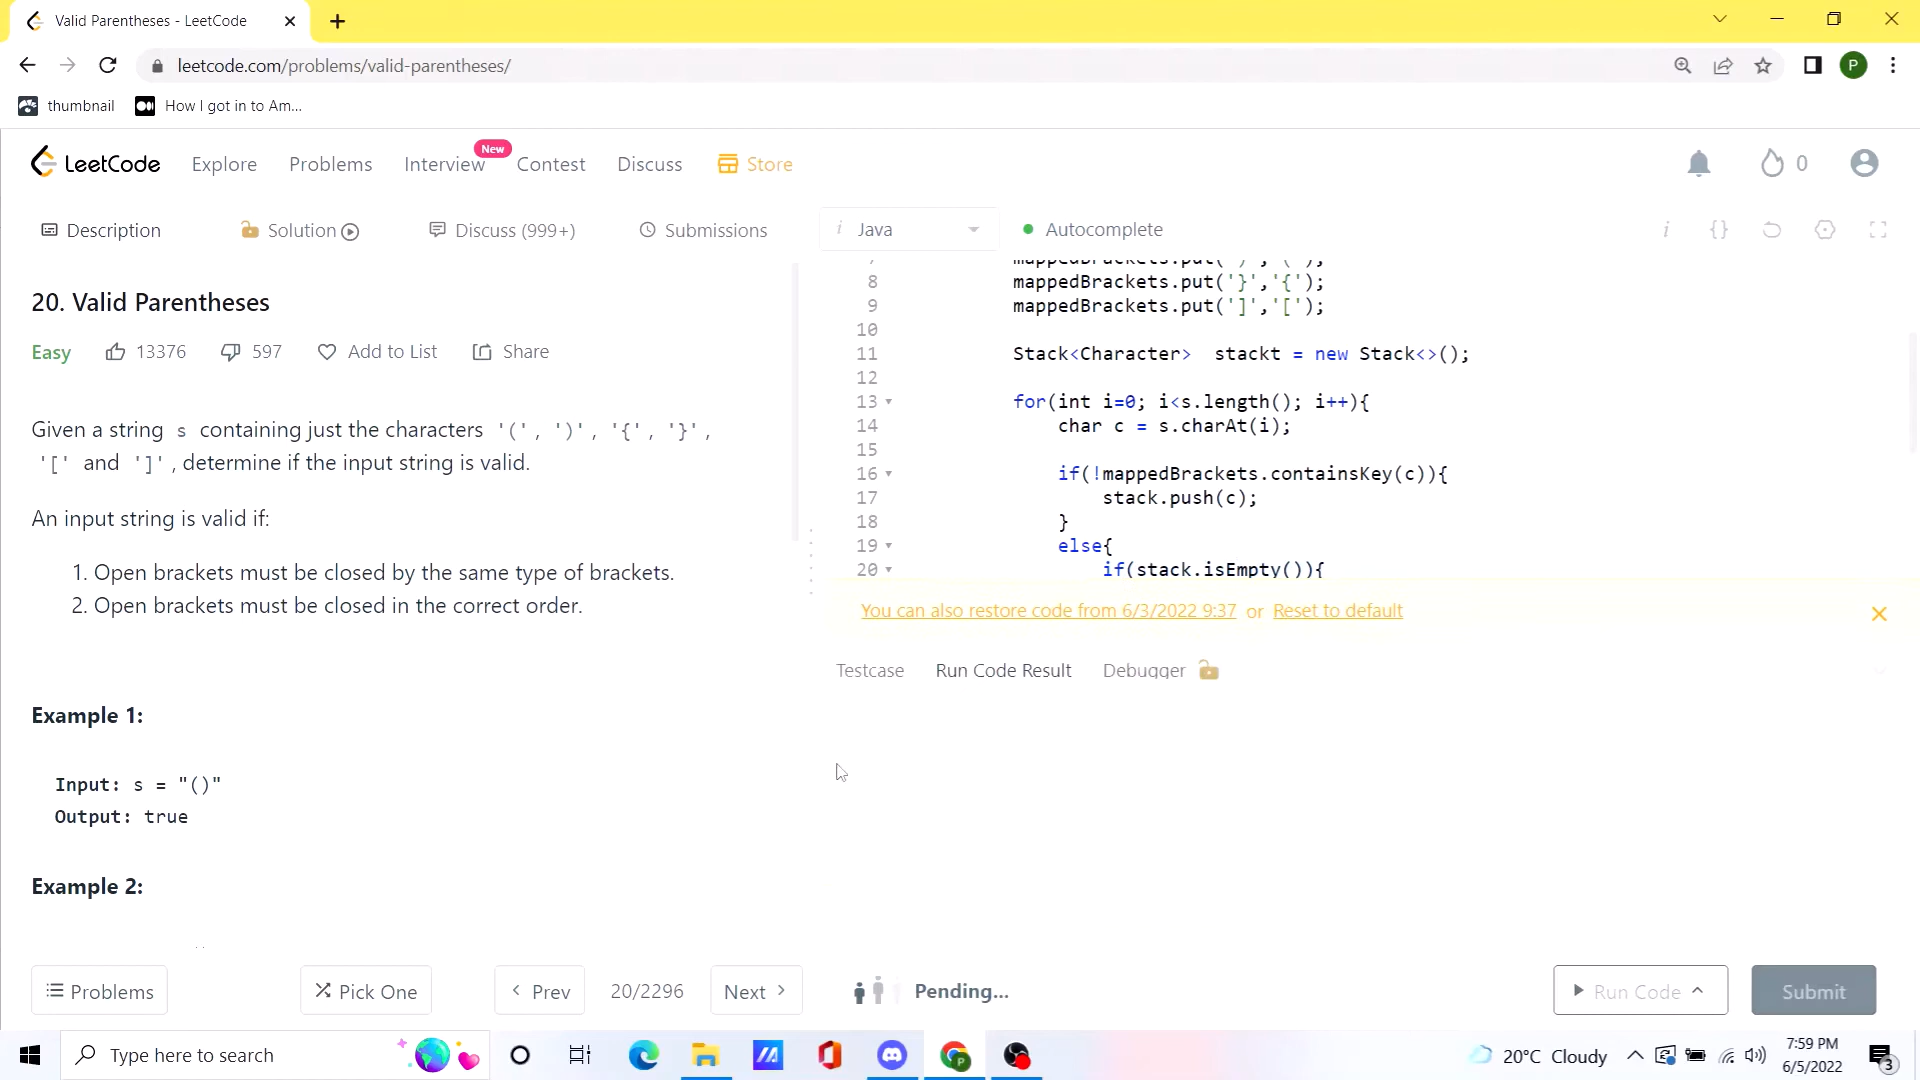 Valid Parentheses - LeetCode
leetcode.com/problems/valid-parentheses/
P
thumbnail
How I got in to Am...
LeetCode
Explore
Problems
Interview
New
Contest
Discuss
Store
0
Description
Solution
Discuss (999+)
Submissions
i Java
Autocomplete
i
{}
20. Valid Parentheses
Easy
13376
597
Add to List
Share
Given a string s containing just the characters '(', ')', '{', '}',
'[' and ']', determine if the input string is valid.
An input string is valid if:
1. Open brackets must be closed by the same type of brackets.
2. Open brackets must be closed in the correct order.
Example 1:
Input: s = "()"
Output: true
Example 2:
8 mappedBrackets.put('}','{');
9 mappedBrackets.put(']','[');
10
11 Stack<Character>  stackt = new Stack<>();
12
13 for(int i=0; i<s.length(); i++){
14 char c = s.charAt(i);
15
16 if(!mappedBrackets.containsKey(c)){
17 stack.push(c);
18 }
19 else{
20 if(stack.isEmpty()){
You can also restore code from 6/3/2022 9:37 or Reset to default
Testcase
Run Code Result
Debugger
Problems
Pick One
Prev
20/2296
Next
Pending...
Run Code
Submit
Type here to search
20°C Cloudy
7:59 PM
6/5/2022
3